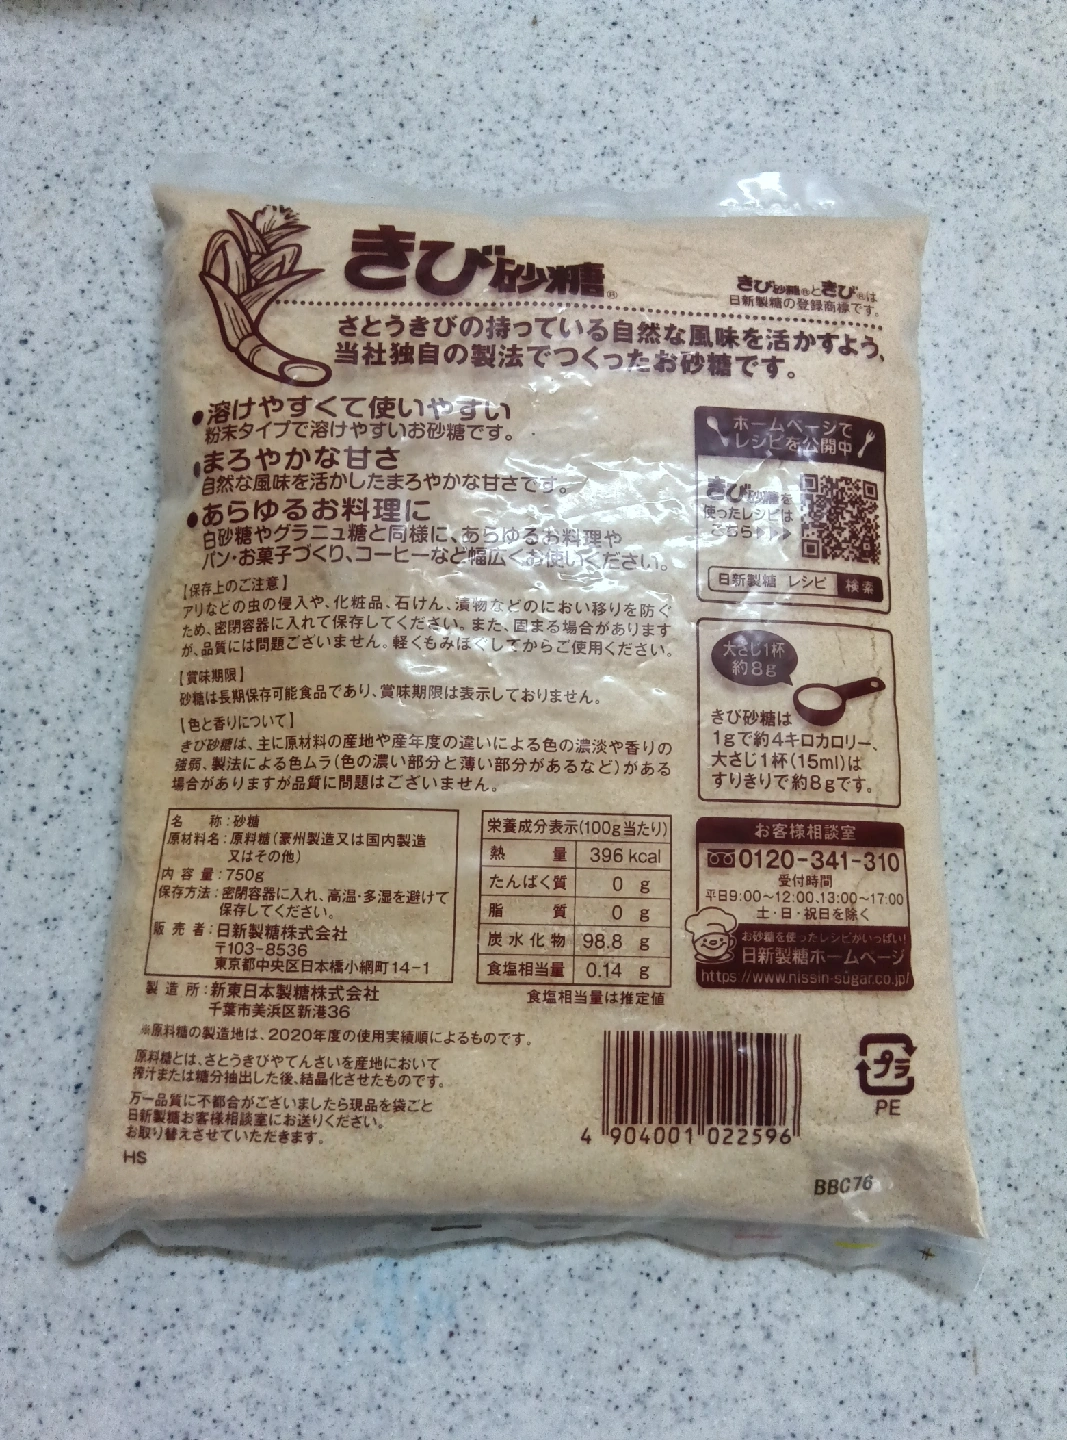 きび砂糖®
きび砂糖®ときび®は
日新製糖の登録商標です。
さとうきびの持っている自然な風味を活かすよう、
当社独自の製法でつくったお砂糖です。
●溶けやすくて使いやすい
粉末タイプで溶けやすいお砂糖です。
●まろやかな甘さ
自然な風味を活かしたまろやかな甘さです。
●あらゆるお料理に
白砂糖やグラニュ糖と同様に、あらゆるお料理や
パン・お菓子づくり、コーヒーなど幅広くお使いください。
【保存上のご注意】
アリなどの虫の侵入や、化粧品、石けん、漬物などのにおい移りを防ぐ
ため、密閉容器に入れて保存してください。また、固まる場合があります
が、品質には問題ございません。軽くもみほぐしてからご使用ください。
【賞味期限】
砂糖は長期保存可能食品であり、賞味期限は表示しておりません。
【色と香りについて】
きび砂糖は、主に原材料の産地や産年度の違いによる色の濃淡や香りの
強弱、製法による色ムラ(色の濃い部分と薄い部分があるなど)がある
場合がありますが品質に問題はございません。
ホームページで
レシピを公開中
きび砂糖を
使ったレシピは
こちら▶▶▶
日新製糖 レシピ 検索
大さじ1杯
約8g
きび砂糖は
1gで約4キロカロリー、
大さじ1杯(15ml)は
すりきりで約8gです。
名 称:砂糖
原材料名:原料糖(豪州製造又は国内製造
又はその他)
内容量:750g
保存方法:密閉容器に入れ、高温・多湿を避けて
保存してください。
販売者:日新製糖株式会社
〒103-8536
東京都中央区日本橋小網町14-1
製造所:新東日本製糖株式会社
千葉市美浜区新港36
栄養成分表示(100g当たり)
熱量 396 kcal
たんぱく質 0 g
脂質 0 g
炭水化物 98.8 g
食塩相当量 0.14 g
食塩相当量は推定値
お客様相談室
0120-341-310
受付時間
平日9:00〜12:00、13:00〜17:00
土・日・祝日を除く
お砂糖を使ったレシピがいっぱい!
日新製糖ホームページ
https://www.nissin-sugar.co.jp/
※原料糖の製造地は、2020年度の使用実績順によるものです。
原料糖とは、さとうきびやてんさいを産地において
搾汁または糖分抽出した後、結晶化させたものです。
万一品質に不都合がございましたら現品を袋ごと
日新製糖お客様相談室にお送りください。
お取り替えさせていただきます。
HS
4 904001 022596
プラ
PE
BBC76